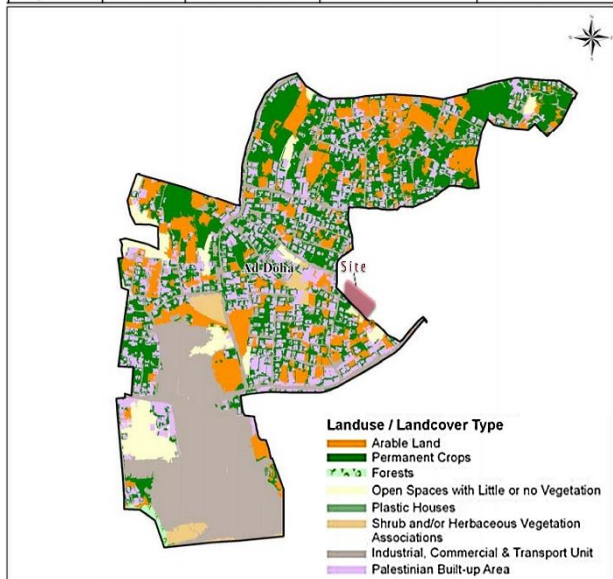 Ad Doha
Site
Landuse / Landcover Type
Arable Land
Permanent Crops
Forests
Open Spaces with Little or no Vegetation
Plastic Houses
Shrub and/or Herbaceous Vegetation
Associations
Industrial, Commercial & Transport Unit
Palestinian Built-up Area